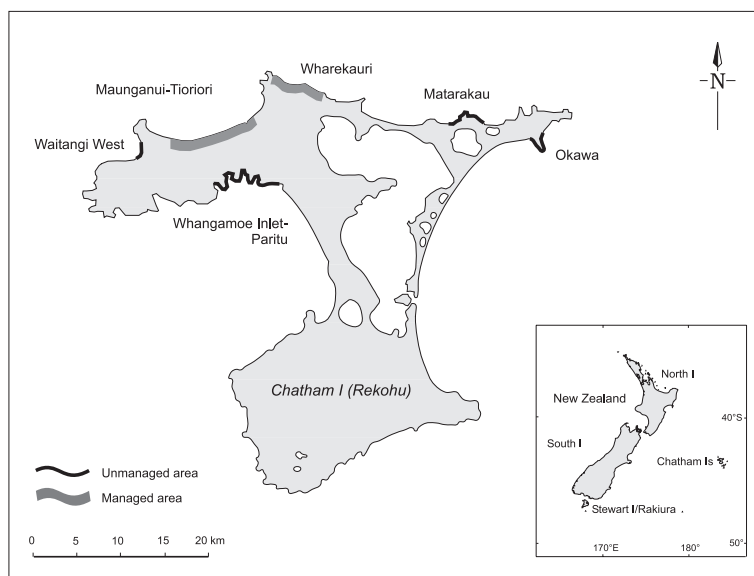 Wharekauri
N
Maunganui-Tioriori
Matarakau
Waitangi West
Okawa
Whangamoe Inlet-
Paritu
Chatham I (Rekohu)
North I
New Zealand
40°S
South I
Chatham Is
Unmanaged area
Managed area
Stewart I/Rakiura
0 5 10 15 20 km
50°
170°E 180°